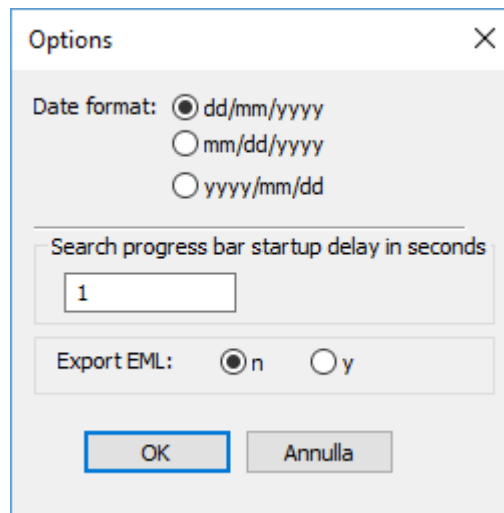 Options
Date format: dd/mm/yyyy
mm/dd/yyyy
yyyy/mm/dd
Search progress bar startup delay in seconds
1
Export EML: n y
OK Annulla